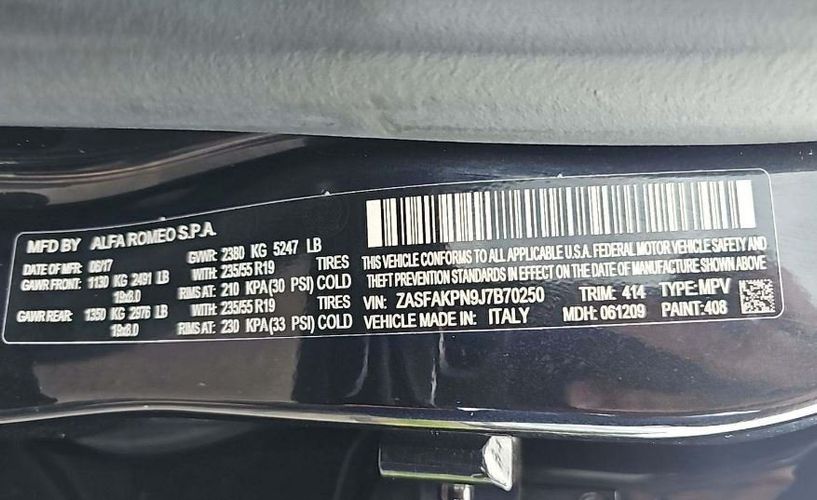 MFD BY ALFA ROMEO S.P.A.
DATE OF MFR 06/17 GVWR: 2380 KG 5247 LB
GAWR FRONT: 1130 KG 2491 LB WITH: 235/55 R19 TIRES
19x8.0 RIMS AT: 210 KPA(30 PSI) COLD
GAWR REAR: 1350 KG 2976 LB WITH: 235/55 R19 TIRES
19x8.0 RIMS AT: 230 KPA(33 PSI) COLD
THIS VEHICLE CONFORMS TO ALL APPLICABLE U.S.A. FEDERAL MOTOR VEHICLE SAFETY AND
THEFT PREVENTION STANDARDS IN EFFECT ON THE DATE OF MANUFACTURE SHOWN ABOVE
VIN: ZASFAKPN9J7B70250 TRIM: 414 TYPE:MPV
VEHICLE MADE IN: ITALY MDH: 061209 PAINT:408